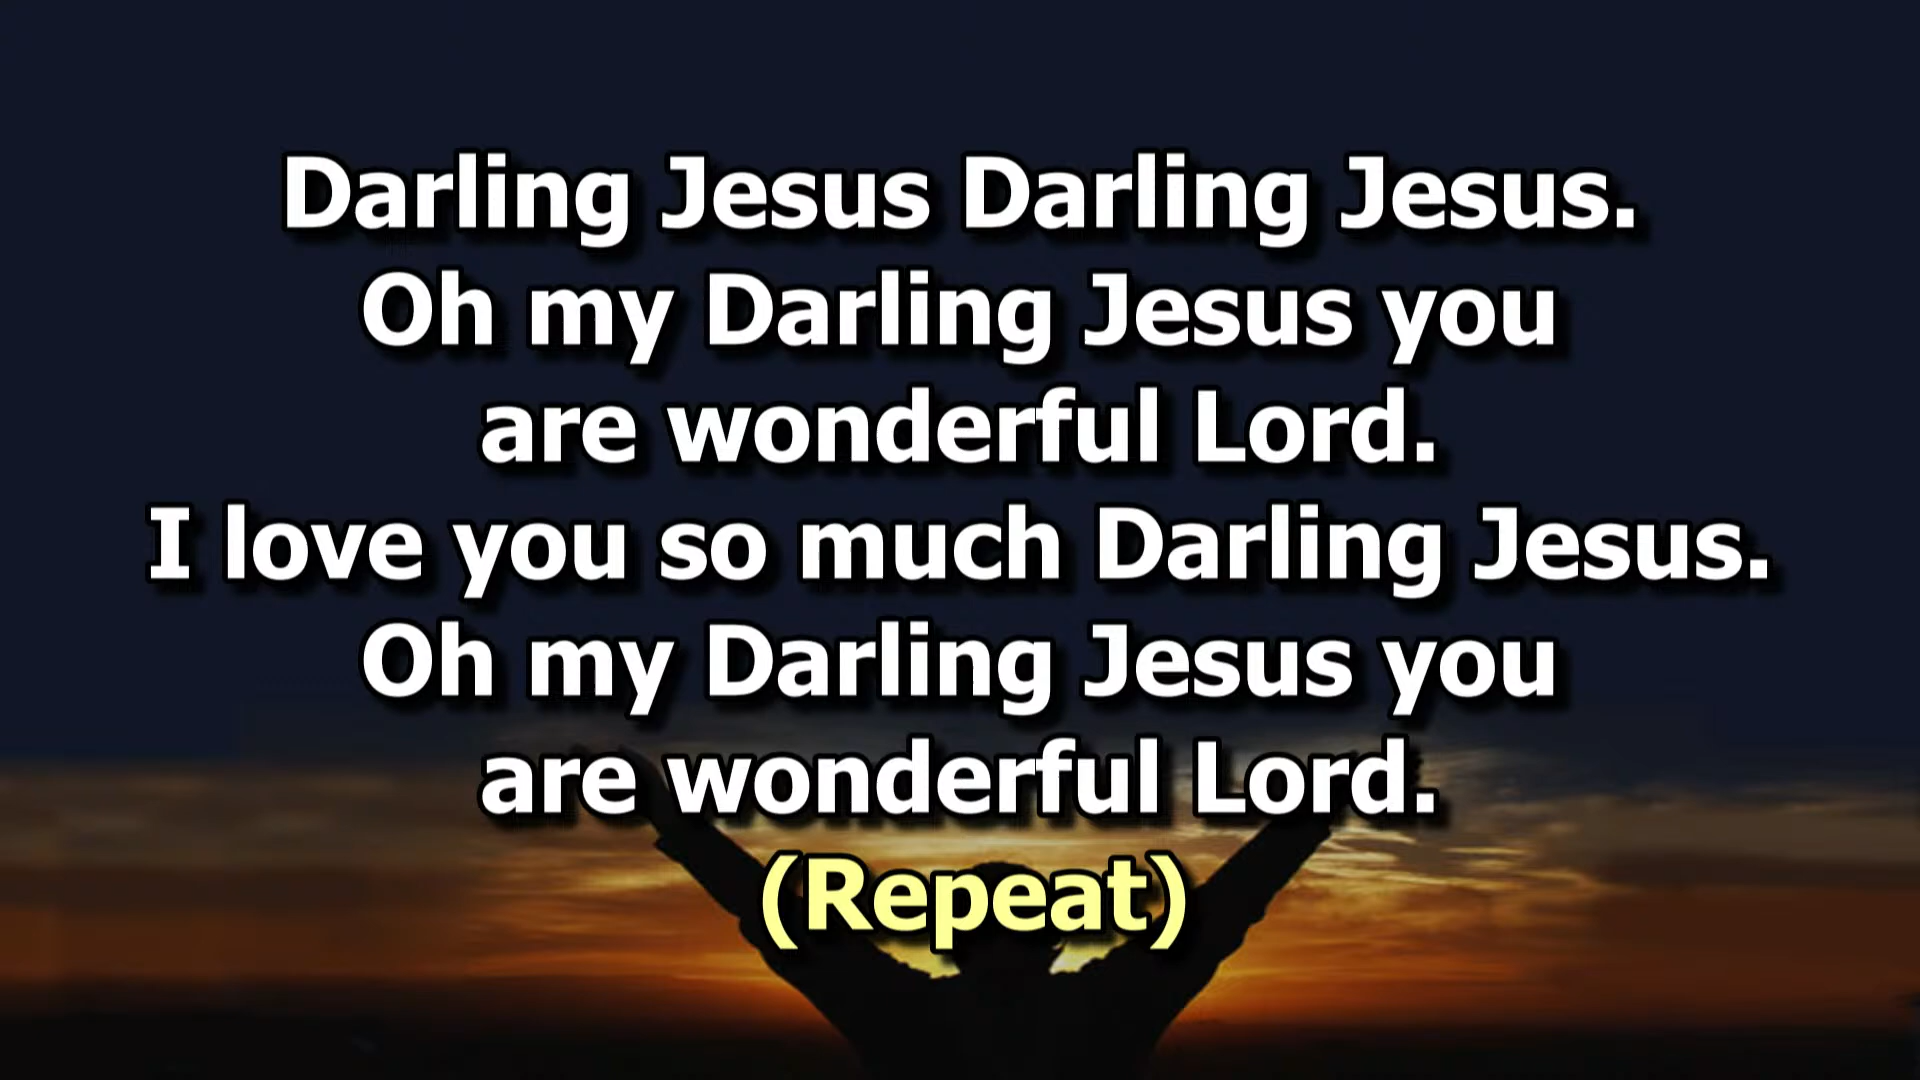 Darling Jesus Darling Jesus.
Oh my Darling Jesus you
are wonderful Lord.
I love you so much Darling Jesus.
Oh my Darling Jesus you
are wonderful Lord.
(Repeat)